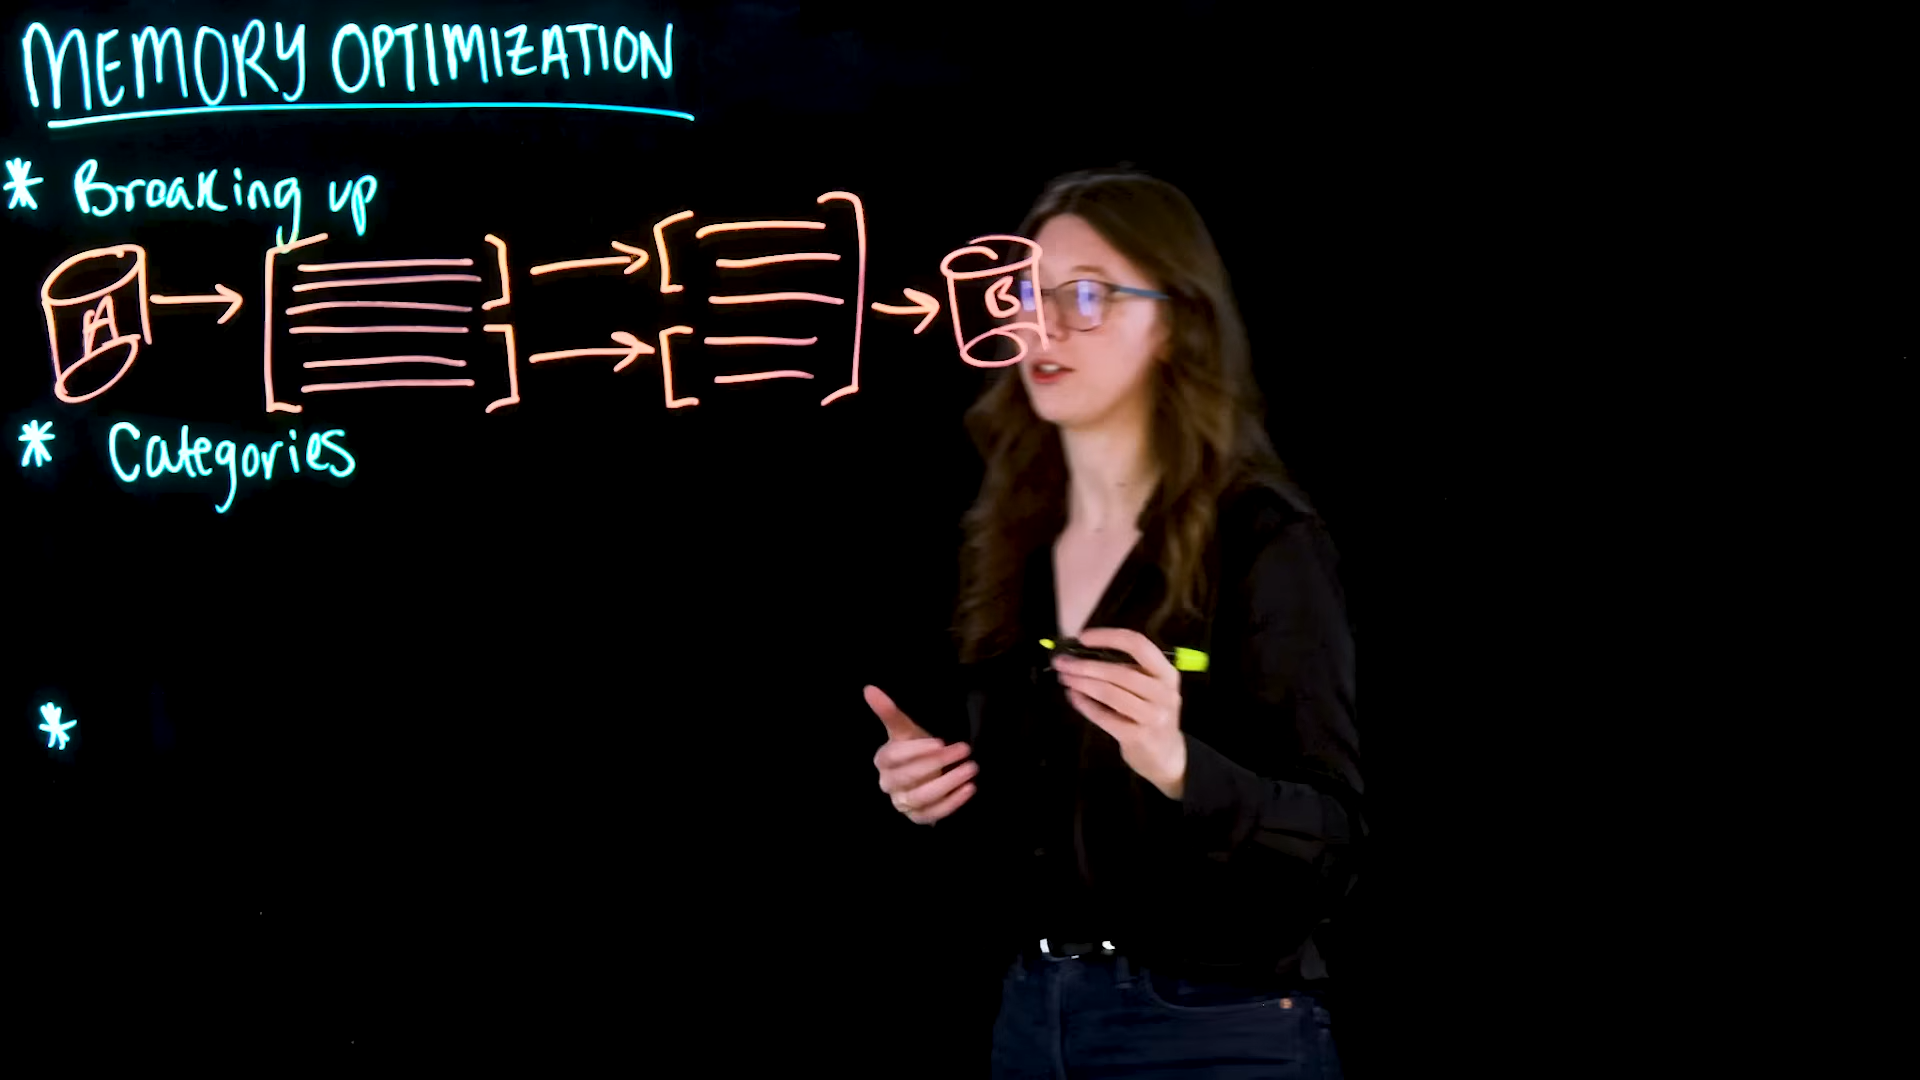 MEMORY OPTIMIZATION
* Breaking up
A
B
* Categories
*